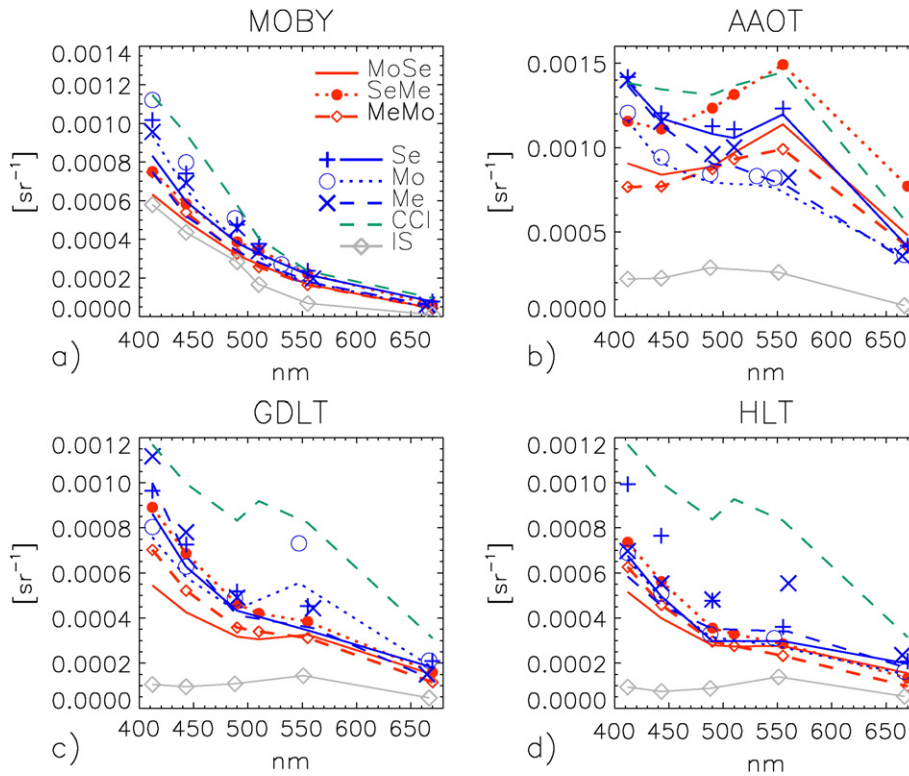 MOBY
0.0014
0.0012
0.0010
0.0008
0.0006
0.0004
0.0002
0.0000
[sr⁻¹]
MoSe
SeMe
MeMo
Se
Mo
Me
CCI
IS
400 450 500 550 600 650
nm
a)
AAOT
0.0015
0.0010
0.0005
0.0000
[sr⁻¹]
400 450 500 550 600 650
nm
b)
GDLT
0.0012
0.0010
0.0008
0.0006
0.0004
0.0002
0.0000
[sr⁻¹]
400 450 500 550 600 650
nm
c)
HLT
0.0012
0.0010
0.0008
0.0006
0.0004
0.0002
0.0000
[sr⁻¹]
400 450 500 550 600 650
nm
d)